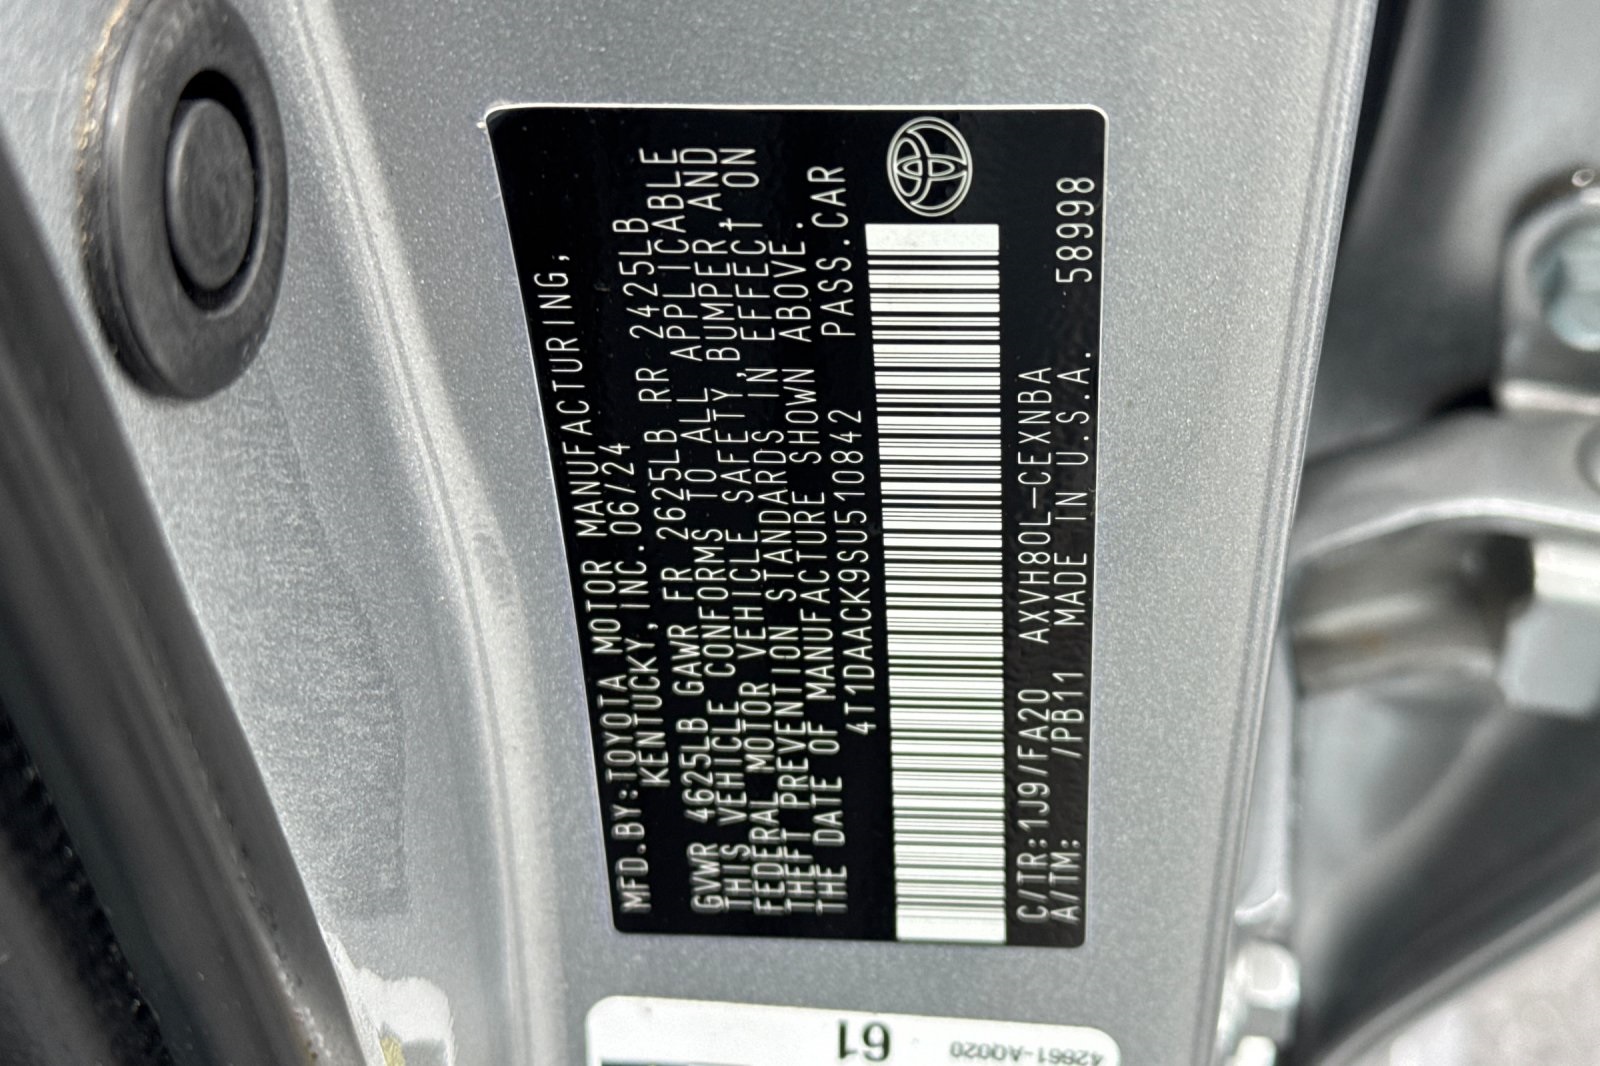 MFD.BY:TOYOTA MOTOR MANUFACTURING,
KENTUCKY,INC.06/24
GVWR 4625LB GAWR FR 2625LB RR 2425LB
THIS VEHICLE CONFORMS TO ALL APPLICABLE
FEDERAL MOTOR VEHICLE SAFETY,BUMPER,AND
THEFT PREVENTION STANDARDS IN EFFECT ON
THE DATE OF MANUFACTURE SHOWN ABOVE.
4T1DAACK9SU510842 PASS.CAR
C/TR:1J9/FA20 AXVH80L-CEXNBA
A/TM: /PB11 MADE IN U.S.A. 58998
61
42661-AQ020